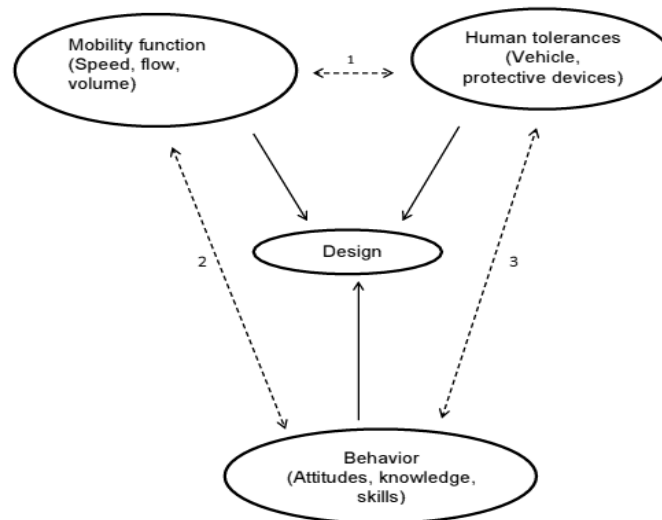 Mobility function
(Speed, flow,
volume)
Human tolerances
(Vehicle,
protective devices)
1
Design
2
3
Behavior
(Attitudes, knowledge,
skills)